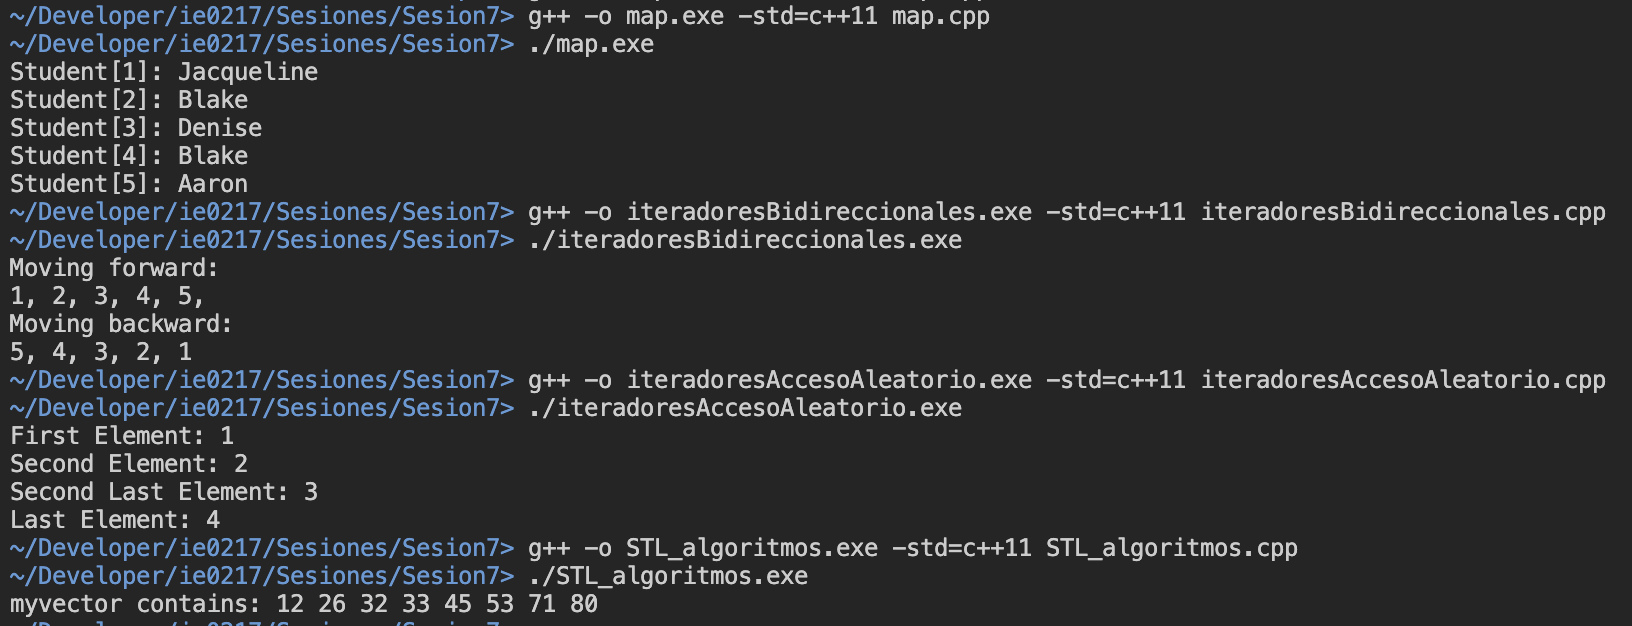 ~/Developer/ie0217/Sesiones/Sesion7> g++ -o map.exe -std=c++11 map.cpp
~/Developer/ie0217/Sesiones/Sesion7> ./map.exe
Student[1]: Jacqueline
Student[2]: Blake
Student[3]: Denise
Student[4]: Blake
Student[5]: Aaron
~/Developer/ie0217/Sesiones/Sesion7> g++ -o iteradoresBidireccionales.exe -std=c++11 iteradoresBidireccionales.cpp
~/Developer/ie0217/Sesiones/Sesion7> ./iteradoresBidireccionales.exe
Moving forward:
1, 2, 3, 4, 5,
Moving backward:
5, 4, 3, 2, 1
~/Developer/ie0217/Sesiones/Sesion7> g++ -o iteradoresAccesoAleatorio.exe -std=c++11 iteradoresAccesoAleatorio.cpp
~/Developer/ie0217/Sesiones/Sesion7> ./iteradoresAccesoAleatorio.exe
First Element: 1
Second Element: 2
Second Last Element: 3
Last Element: 4
~/Developer/ie0217/Sesiones/Sesion7> g++ -o STL_algoritmos.exe -std=c++11 STL_algoritmos.cpp
~/Developer/ie0217/Sesiones/Sesion7> ./STL_algoritmos.exe
myvector contains: 12 26 32 33 45 53 71 80